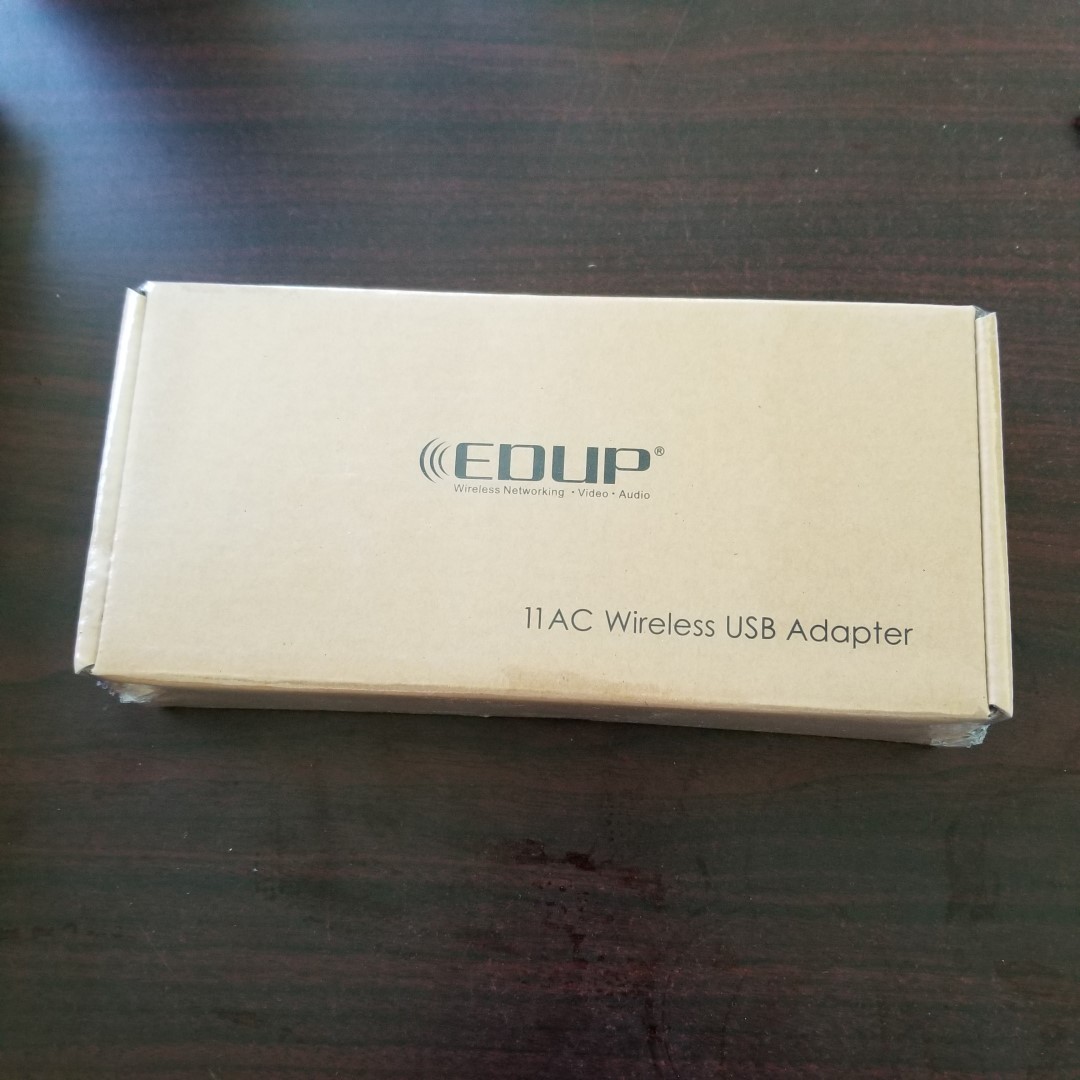 EDUP®
Wireless Networking • Video • Audio
11AC Wireless USB Adapter